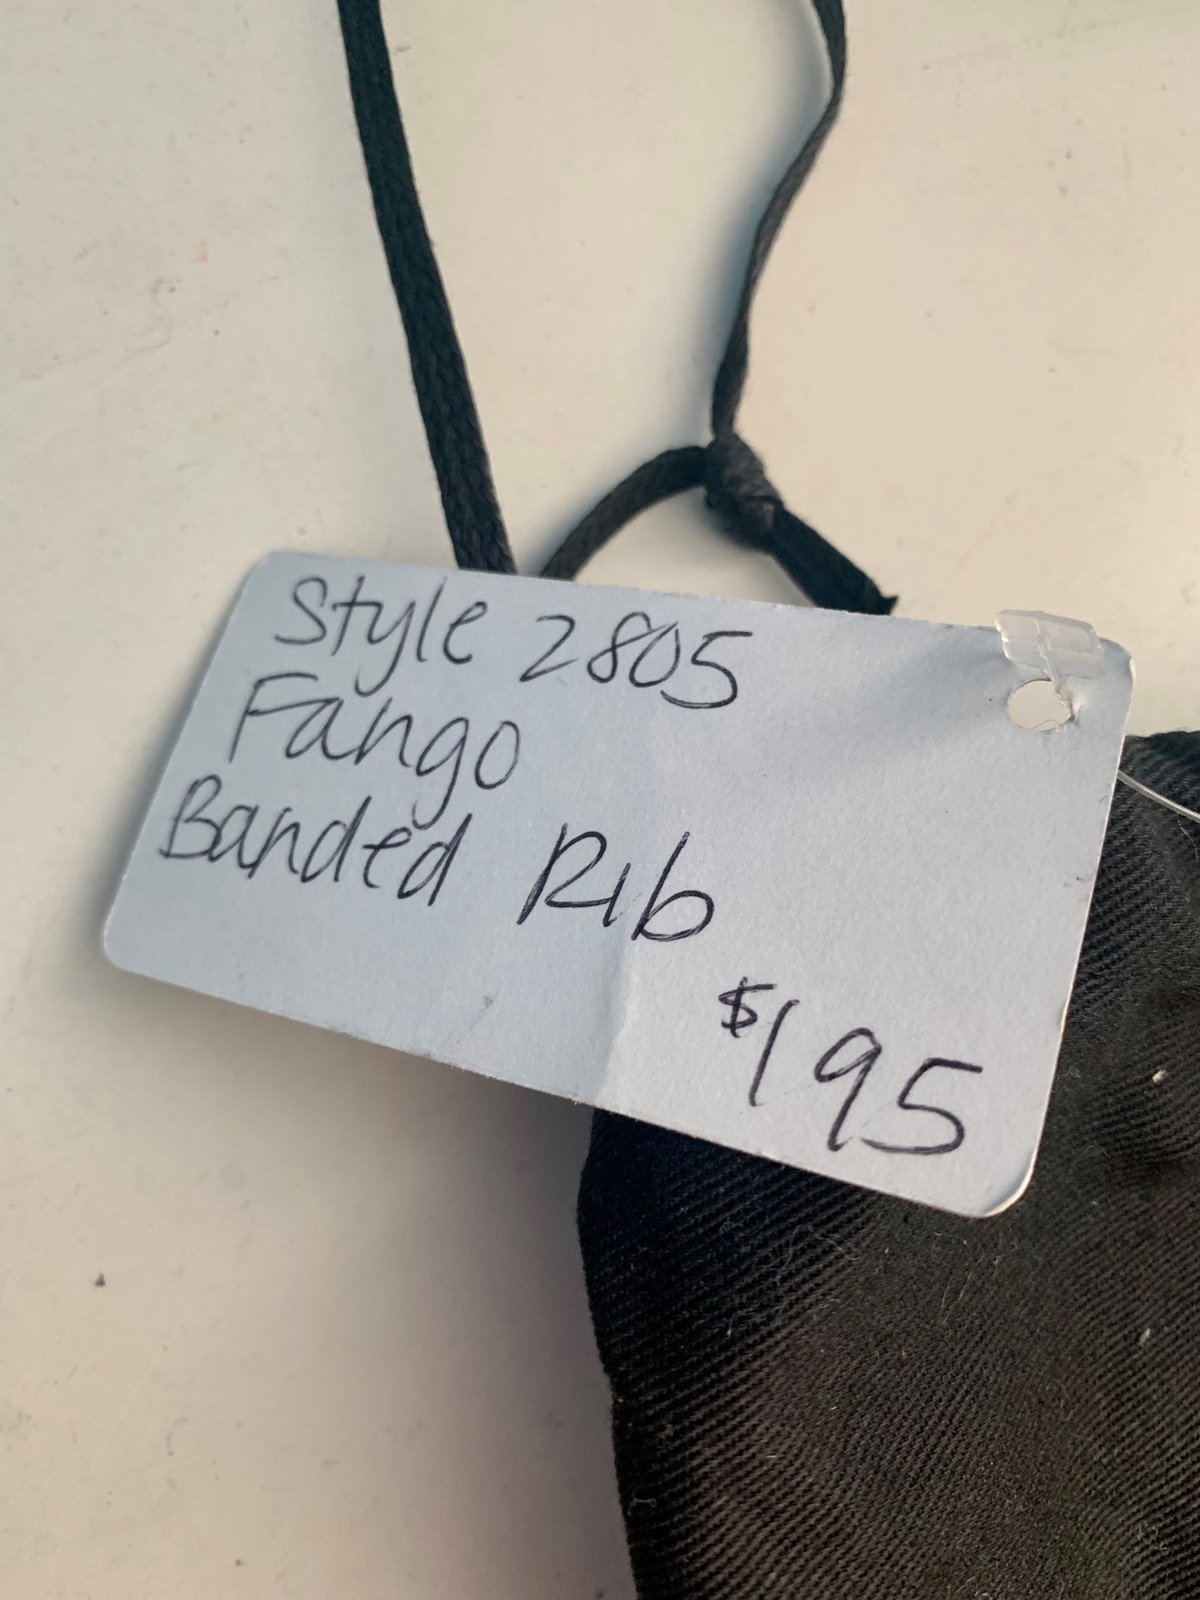 Style 2805
Fango
Banded Rib
$195